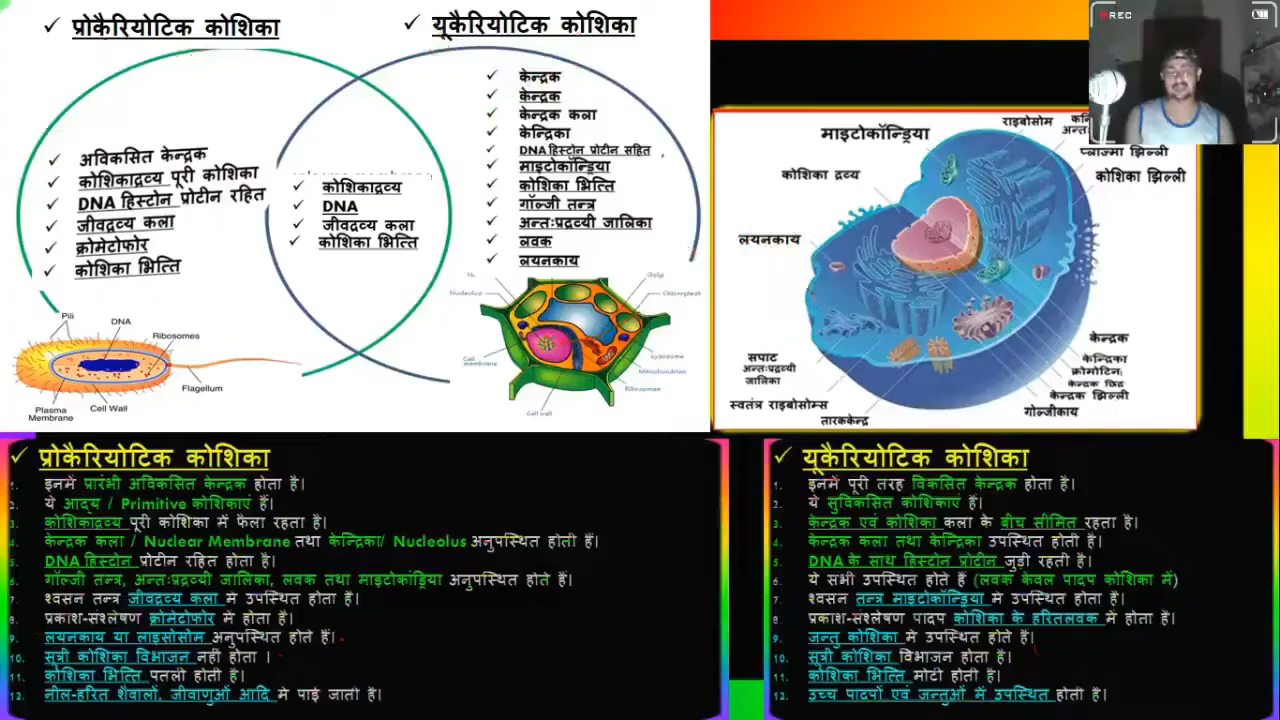 प्रोकैरियोटिक कोशिका
यूकैरियोटिक कोशिका
अविकसित केन्द्रक
कोशिकाद्रव्य पूरी कोशिका
DNA हिस्टोन प्रोटीन रहित
जीवद्रव्य कला
क्रोमेटोफोर
कोशिका भित्ति
कोशिकाद्रव्य
DNA
जीवद्रव्य कला
कोशिका भित्ति
केन्द्रक
केन्द्रक
केन्द्रक कला
केन्द्रिका
DNA हिस्टोन प्रोटीन सहित
माइटोकॉन्ड्रिया
कोशिका भित्ति
गॉल्जी तन्त्र
अन्तःप्रद्रव्यी जालिका
लवक
लयनकाय
Pili
DNA
Ribosomes
Flagellum
Cell Wall
Plasma
Membrane
Golgi
Nucleolus
Chloroplast
Cell
membrane
Lysosome
Mitochondrion
Ribosomes
Cell wall
REC
माइटोकॉन्ड्रिया
राइबोसोम
प्लाज्मा झिल्ली
कोशिका द्रव्य
कोशिका झिल्ली
लयनकाय
केन्द्रक
केन्द्रिका
क्रोमोटिन
केन्द्रक छिद्र
केन्द्रक झिल्ली
गोल्जीकाय
सपाट
अन्तःप्रद्रव्यी
जालिका
स्वतंत्र राइबोसोम्स
तारककेन्द्र
प्रोकैरियोटिक कोशिका
1. इनमें प्रारंभी अविकसित केन्द्रक होता है।
2. ये आद्य / Primitive कोशिकाएं हैं।
3. कोशिकाद्रव्य पूरी कोशिका में फैला रहता है।
4. केन्द्रक कला / Nuclear Membrane तथा केन्द्रिका/ Nucleolus अनुपस्थित होती हैं।
5. DNA हिस्टोन प्रोटीन रहित होता है।
6. गॉल्जी तन्त्र, अन्तःप्रद्रव्यी जालिका, लवक तथा माइटोकांड्रिया अनुपस्थित होते हैं।
7. श्वसन तन्त्र जीवद्रव्य कला में उपस्थित होता है।
8. प्रकाश-संश्लेषण क्रोमेटोफोर में होता है।
9. लयनकाय या लाइसोसोम अनुपस्थित होते हैं।
10. सूत्री कोशिका विभाजन नहीं होता ।
11. कोशिका भित्ति पतली होती है।
12. नील-हरित शैवालों, जीवाणुओं आदि में पाई जाती है।
यूकैरियोटिक कोशिका
1. इनमें पूरी तरह विकसित केन्द्रक होता है।
2. ये सुविकसित कोशिकाएं हैं।
3. केन्द्रक एवं कोशिका कला के बीच सीमित रहता है।
4. केन्द्रक कला तथा केन्द्रिका उपस्थित होती है।
5. DNA के साथ हिस्टोन प्रोटीन जुड़ी रहती है।
6. ये सभी उपस्थित होते हैं (लवक केवल पादप कोशिका में)
7. श्वसन तन्त्र माइटोकॉन्ड्रिया में उपस्थित होता है।
8. प्रकाश-संश्लेषण पादप कोशिका के हरितलवक में होता है।
9. जन्तु कोशिका में उपस्थित होते हैं।
10. सूत्री कोशिका विभाजन होता है।
11. कोशिका भित्ति मोटी होती है।
12. उच्च पादपों एवं जन्तुओं में उपस्थित होती है।